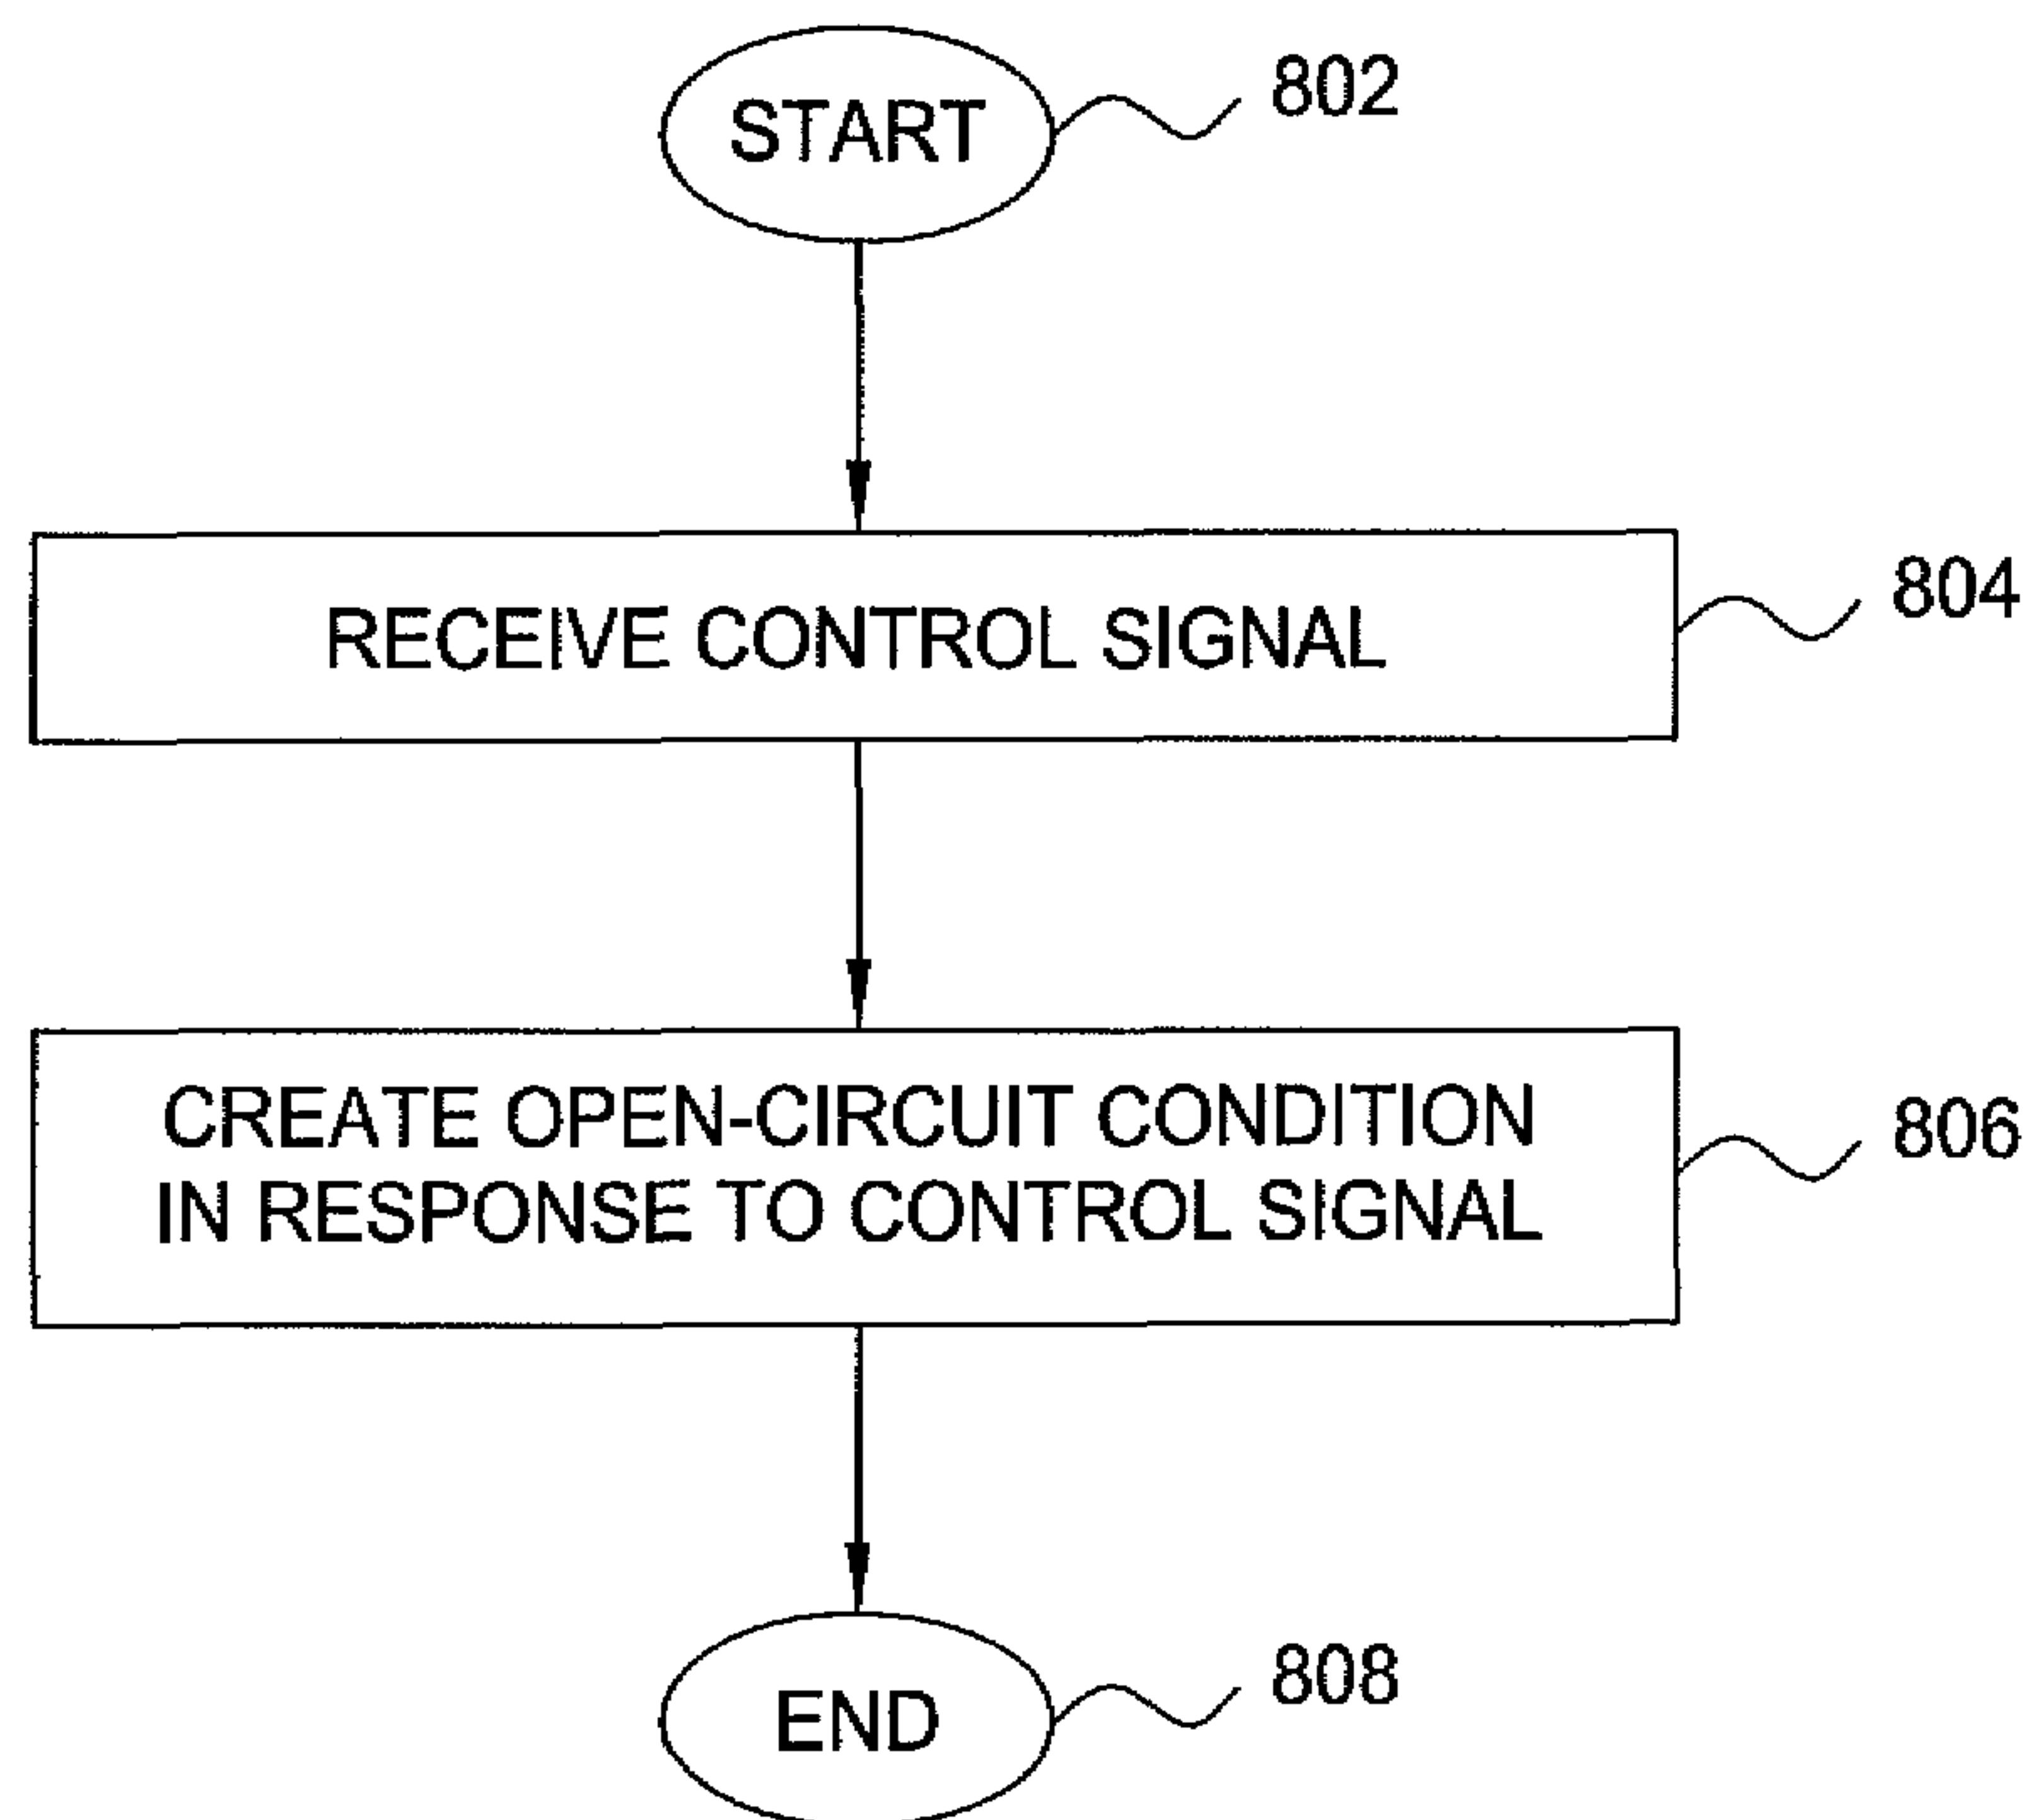 START
802
RECEIVE CONTROL SIGNAL
804
CREATE OPEN-CIRCUIT CONDITION
IN RESPONSE TO CONTROL SIGNAL
806
END
808